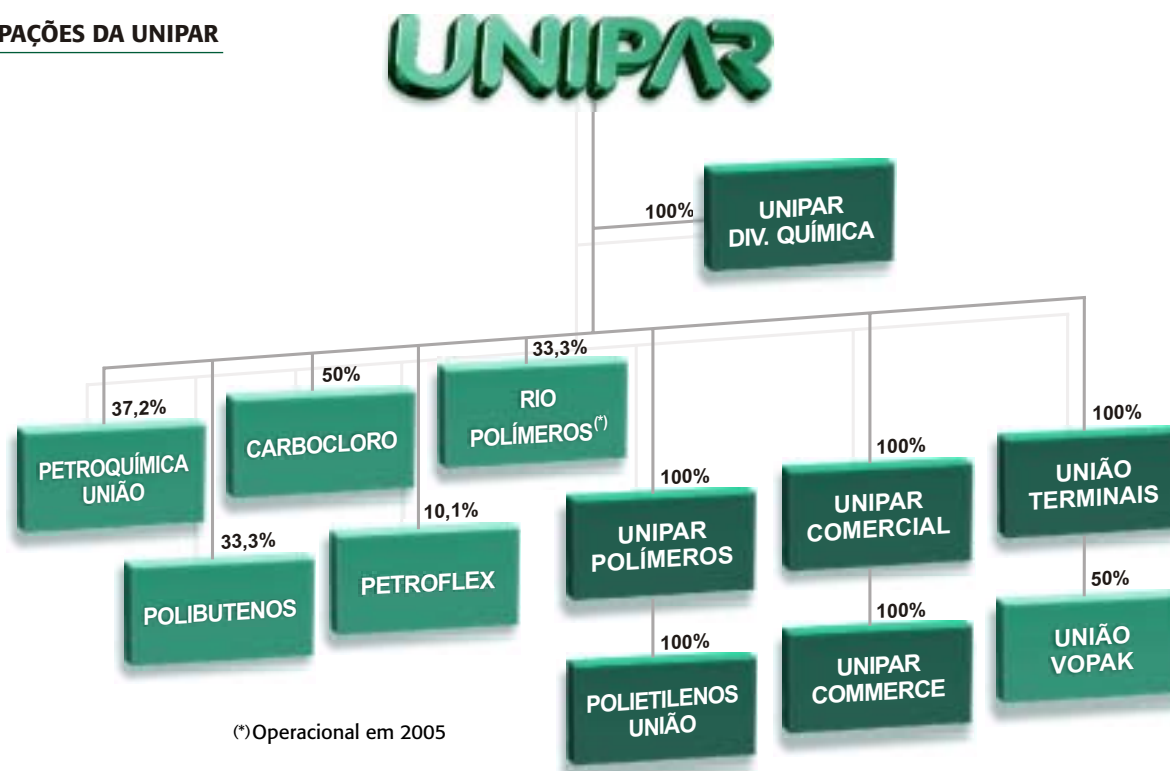 PAÇÕES DA UNIPAR
UNIPAR
100%
UNIPAR
DIV. QUÍMICA
37,2%
PETROQUÍMICA
UNIÃO
33,3%
POLIBUTENOS
50%
CARBOCLORO
10,1%
PETROFLEX
33,3%
RIO
POLÍMEROS(*)
100%
UNIPAR
POLÍMEROS
100%
POLIETILENOS
UNIÃO
100%
UNIPAR
COMERCIAL
100%
UNIPAR
COMMERCE
100%
UNIÃO
TERMINAIS
50%
UNIÃO
VOPAK
(*)Operacional em 2005